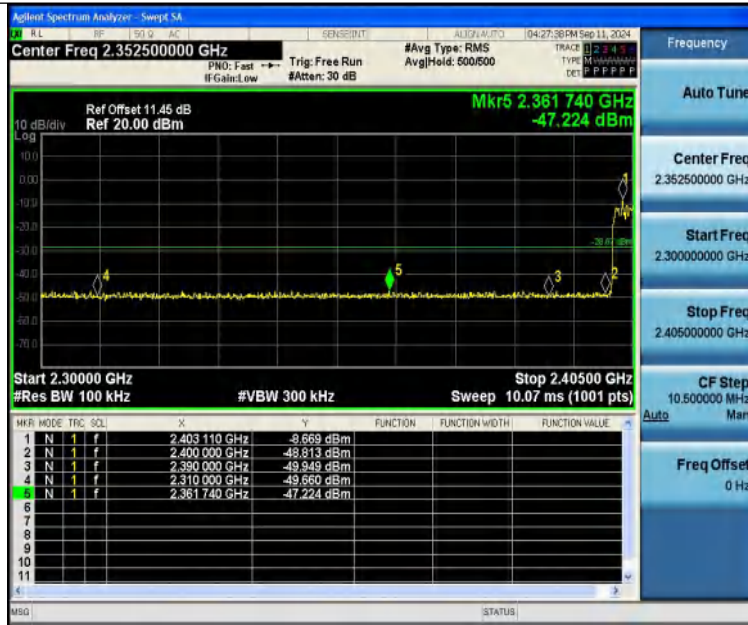 Agilent Spectrum Analyzer - Swept SA
RL RF 50 Ω AC SENSE:INT ALIGN AUTO 04:27:38 PM Sep 11, 2024
Center Freq 2.352500000 GHz
PNO: Fast
IFGain:Low
Trig: Free Run
#Atten: 30 dB
#Avg Type: RMS
Avg|Hold: 500/500
TRACE 1 2 3 4 5
TYPE M
DET P P P P P P
Mkr5 2.361 740 GHz
-47.224 dBm
Ref Offset 11.45 dB
10 dB/div Ref 20.00 dBm
Log
10.0
0.00
-10.0
-20.0
-30.0
-40.0
-50.0
-60.0
-70.0
1
2
3
4
5
Start 2.30000 GHz Stop 2.40500 GHz
#Res BW 100 kHz #VBW 300 kHz Sweep 10.07 ms (1001 pts)
MKR MODE TRC SCL X Y FUNCTION FUNCTION WIDTH FUNCTION VALUE
1 N 1 f 2.403 110 GHz -8.669 dBm
2 N 1 f 2.400 000 GHz -48.813 dBm
3 N 1 f 2.390 000 GHz -49.949 dBm
4 N 1 f 2.310 000 GHz -49.660 dBm
5 N 1 f 2.361 740 GHz -47.224 dBm
6
7
8
9
10
11
MSG STATUS
Frequency
Auto Tune
Center Freq
2.352500000 GHz
Start Freq
2.300000000 GHz
Stop Freq
2.405000000 GHz
CF Step
10.500000 MHz
Auto Man
Freq Offset
0 Hz